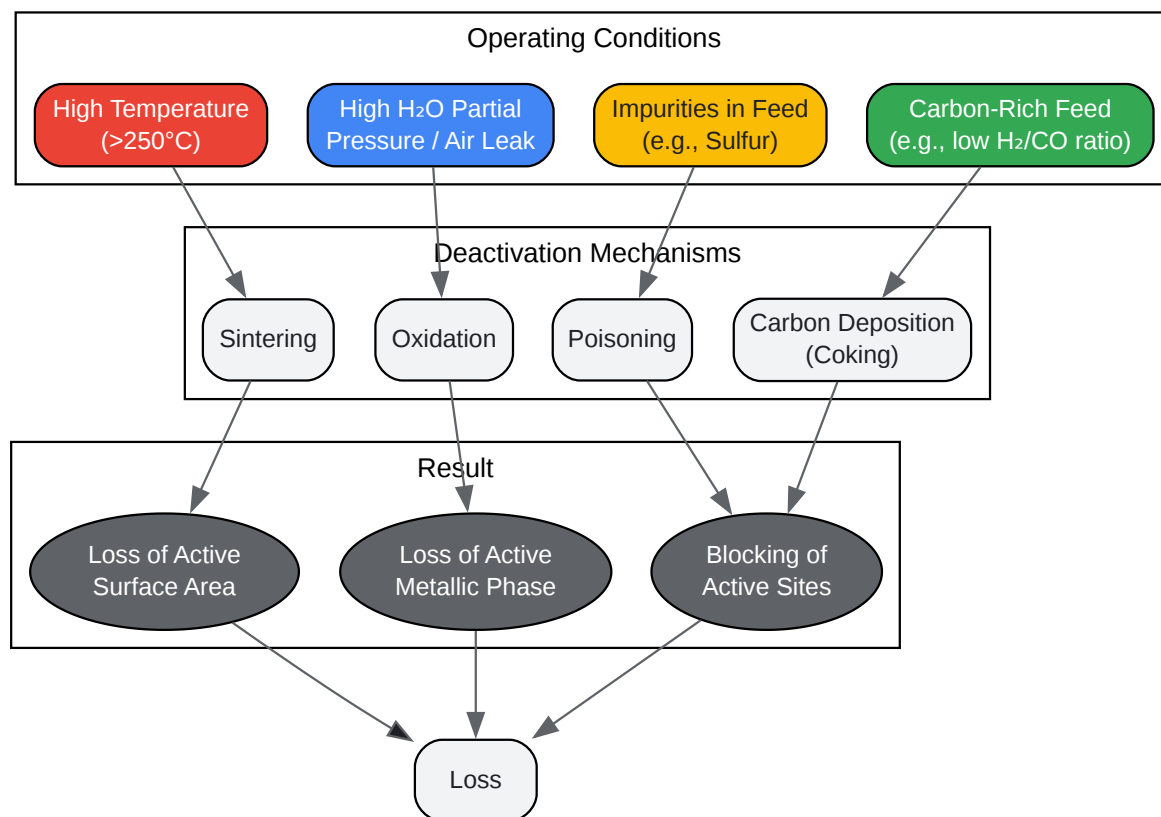 Operating Conditions
High Temperature
(>250°C)
High H₂O Partial
Pressure / Air Leak
Impurities in Feed
(e.g., Sulfur)
Carbon-Rich Feed
(e.g., low H₂/CO ratio)
Deactivation Mechanisms
Sintering
Oxidation
Poisoning
Carbon Deposition
(Coking)
Result
Loss of Active
Surface Area
Loss of Active
Metallic Phase
Blocking of
Active Sites
Loss